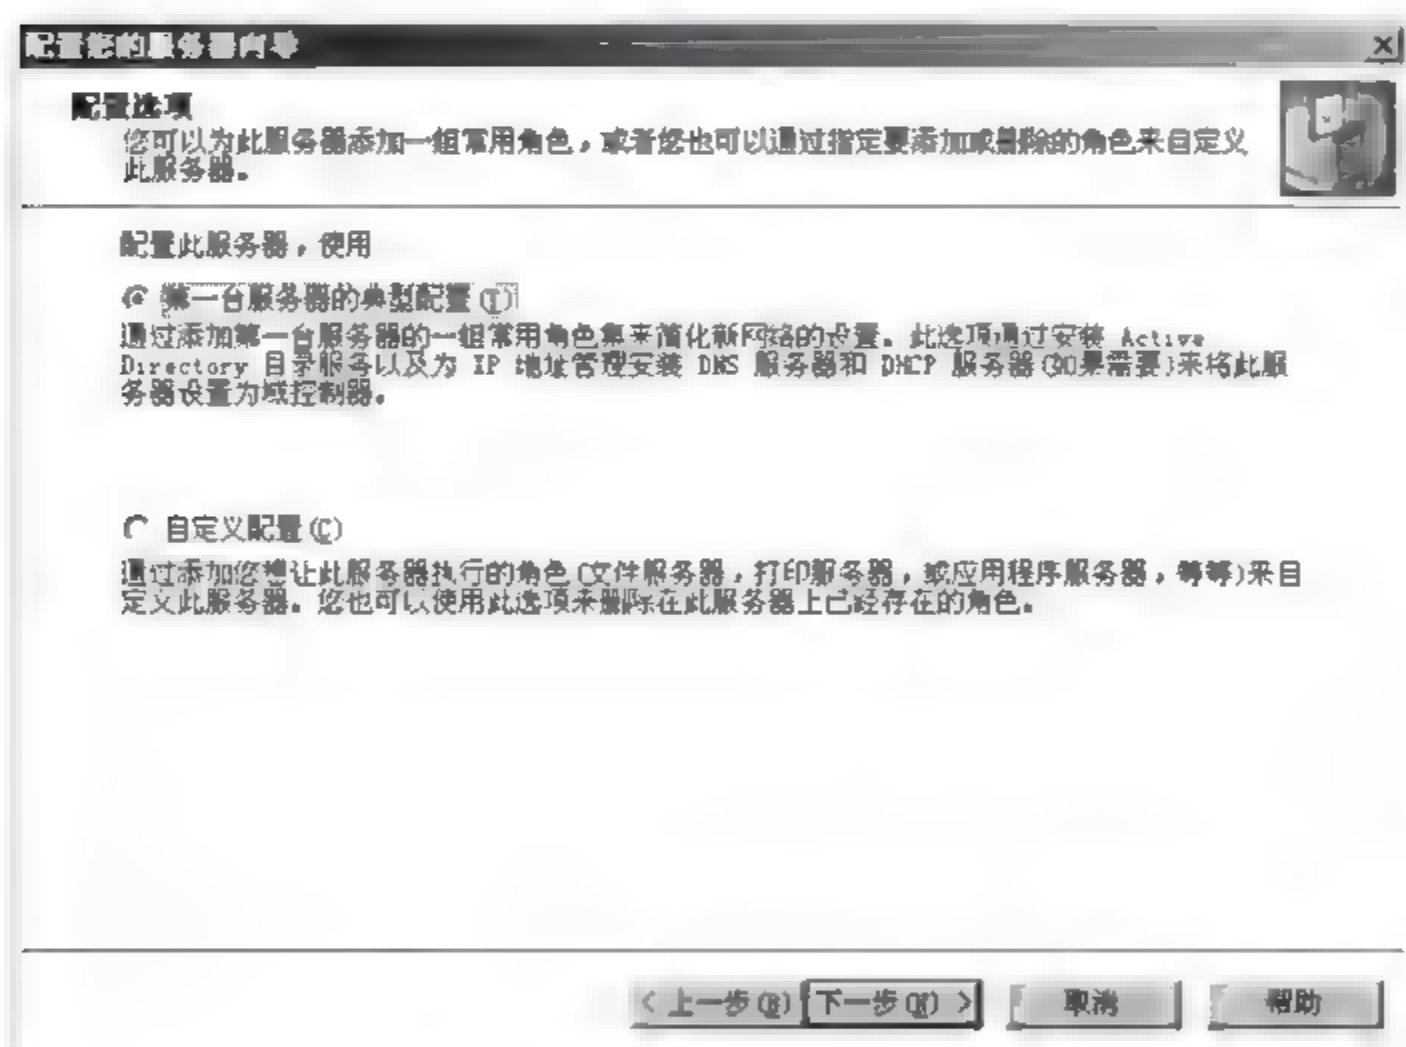 配置您的服务器向导
配置选项
您可以为此服务器添加一组常用角色，或者您也可以通过指定要添加或删除的角色来自定义
此服务器。
配置此服务器，使用
第一台服务器的典型配置(T)
通过添加第一台服务器的一组常用角色集来简化新网络的设置。此选项通过安装 Active
Directory 目录服务以及为 IP 地址管理安装 DNS 服务器和 DHCP 服务器(如果需要)来将此服
务器设置为域控制器。
自定义配置(C)
通过添加您想让此服务器执行的角色(文件服务器，打印服务器，或应用程序服务器，等等)来自
定义此服务器。您也可以使用此选项来删除在此服务器上已经存在的角色。
< 上一步(B) 下一步(N) > 取消 帮助